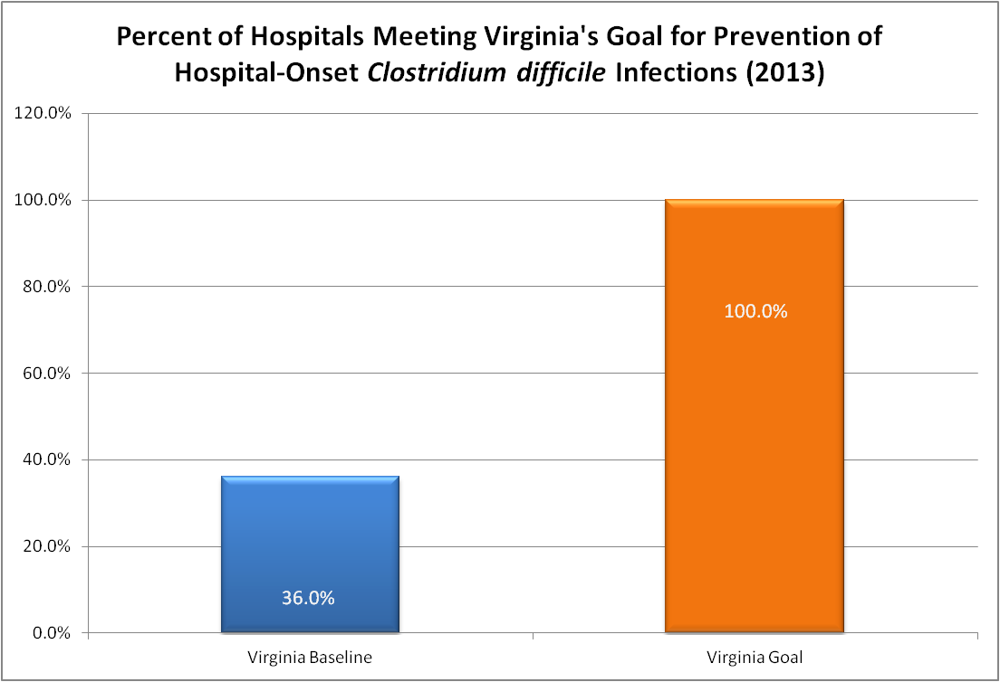 Percent of Hospitals Meeting Virginia's Goal for Prevention of
Hospital-Onset Clostridium difficile Infections (2013)
120.0%
100.0%
80.0%
60.0%
40.0%
20.0%
0.0%
36.0%
100.0%
Virginia Baseline
Virginia Goal